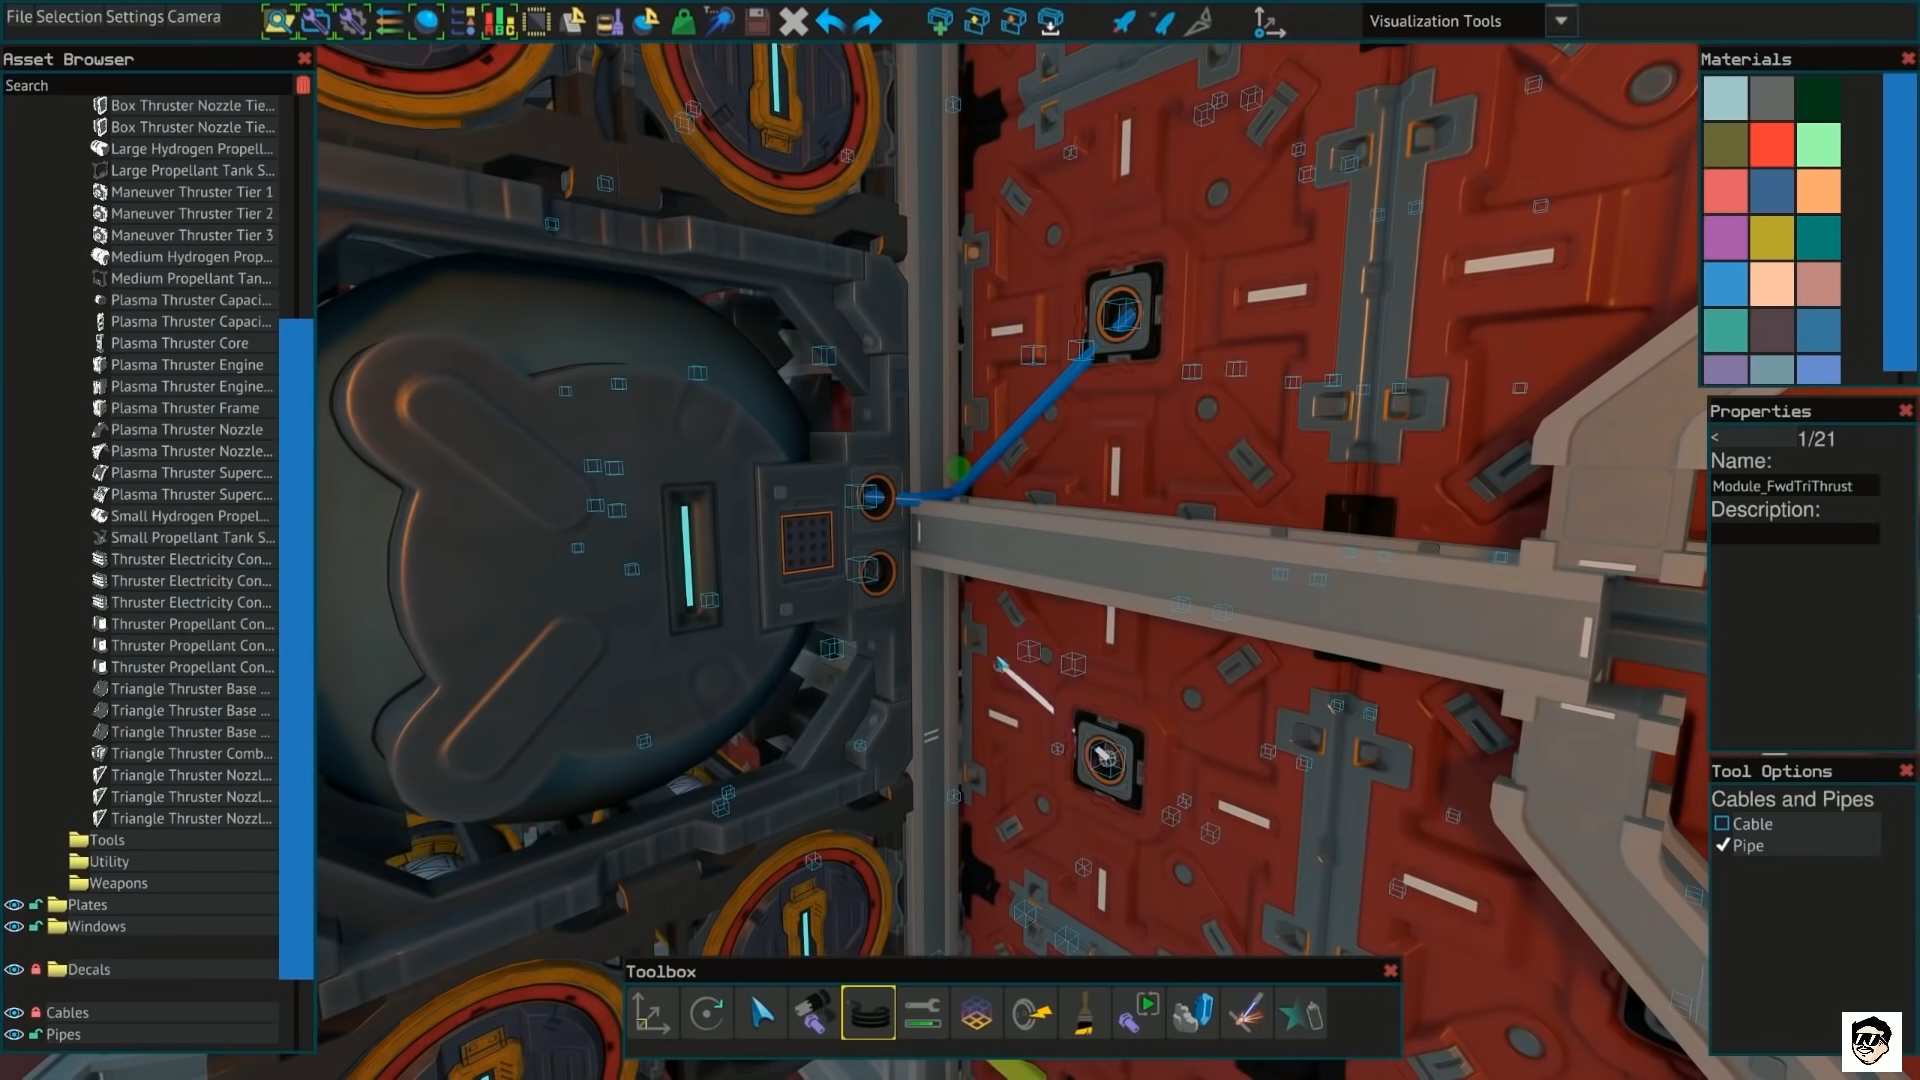 File Selection Settings Camera
T...
A B C
Visualization Tools
Asset Browser
Search
Box Thruster Nozzle Tie...
Box Thruster Nozzle Tie...
Large Hydrogen Propell...
Large Propellant Tank S...
Maneuver Thruster Tier 1
Maneuver Thruster Tier 2
Maneuver Thruster Tier 3
Medium Hydrogen Prop...
Medium Propellant Tan...
Plasma Thruster Capaci...
Plasma Thruster Capaci...
Plasma Thruster Core
Plasma Thruster Engine
Plasma Thruster Engine...
Plasma Thruster Frame
Plasma Thruster Nozzle
Plasma Thruster Nozzle...
Plasma Thruster Superc...
Plasma Thruster Superc...
Small Hydrogen Propel...
Small Propellant Tank S...
Thruster Electricity Con...
Thruster Electricity Con...
Thruster Electricity Con...
Thruster Propellant Con...
Thruster Propellant Con...
Thruster Propellant Con...
Triangle Thruster Base ...
Triangle Thruster Base ...
Triangle Thruster Base ...
Triangle Thruster Comb...
Triangle Thruster Nozzl...
Triangle Thruster Nozzl...
Triangle Thruster Nozzl...
Tools
Utility
Weapons
Plates
Windows
Decals
Cables
Pipes
Materials
Properties
< 1/21
Name:
Module_FwdTriThrust
Description:
Tool Options
Cables and Pipes
Cable
Pipe
Toolbox